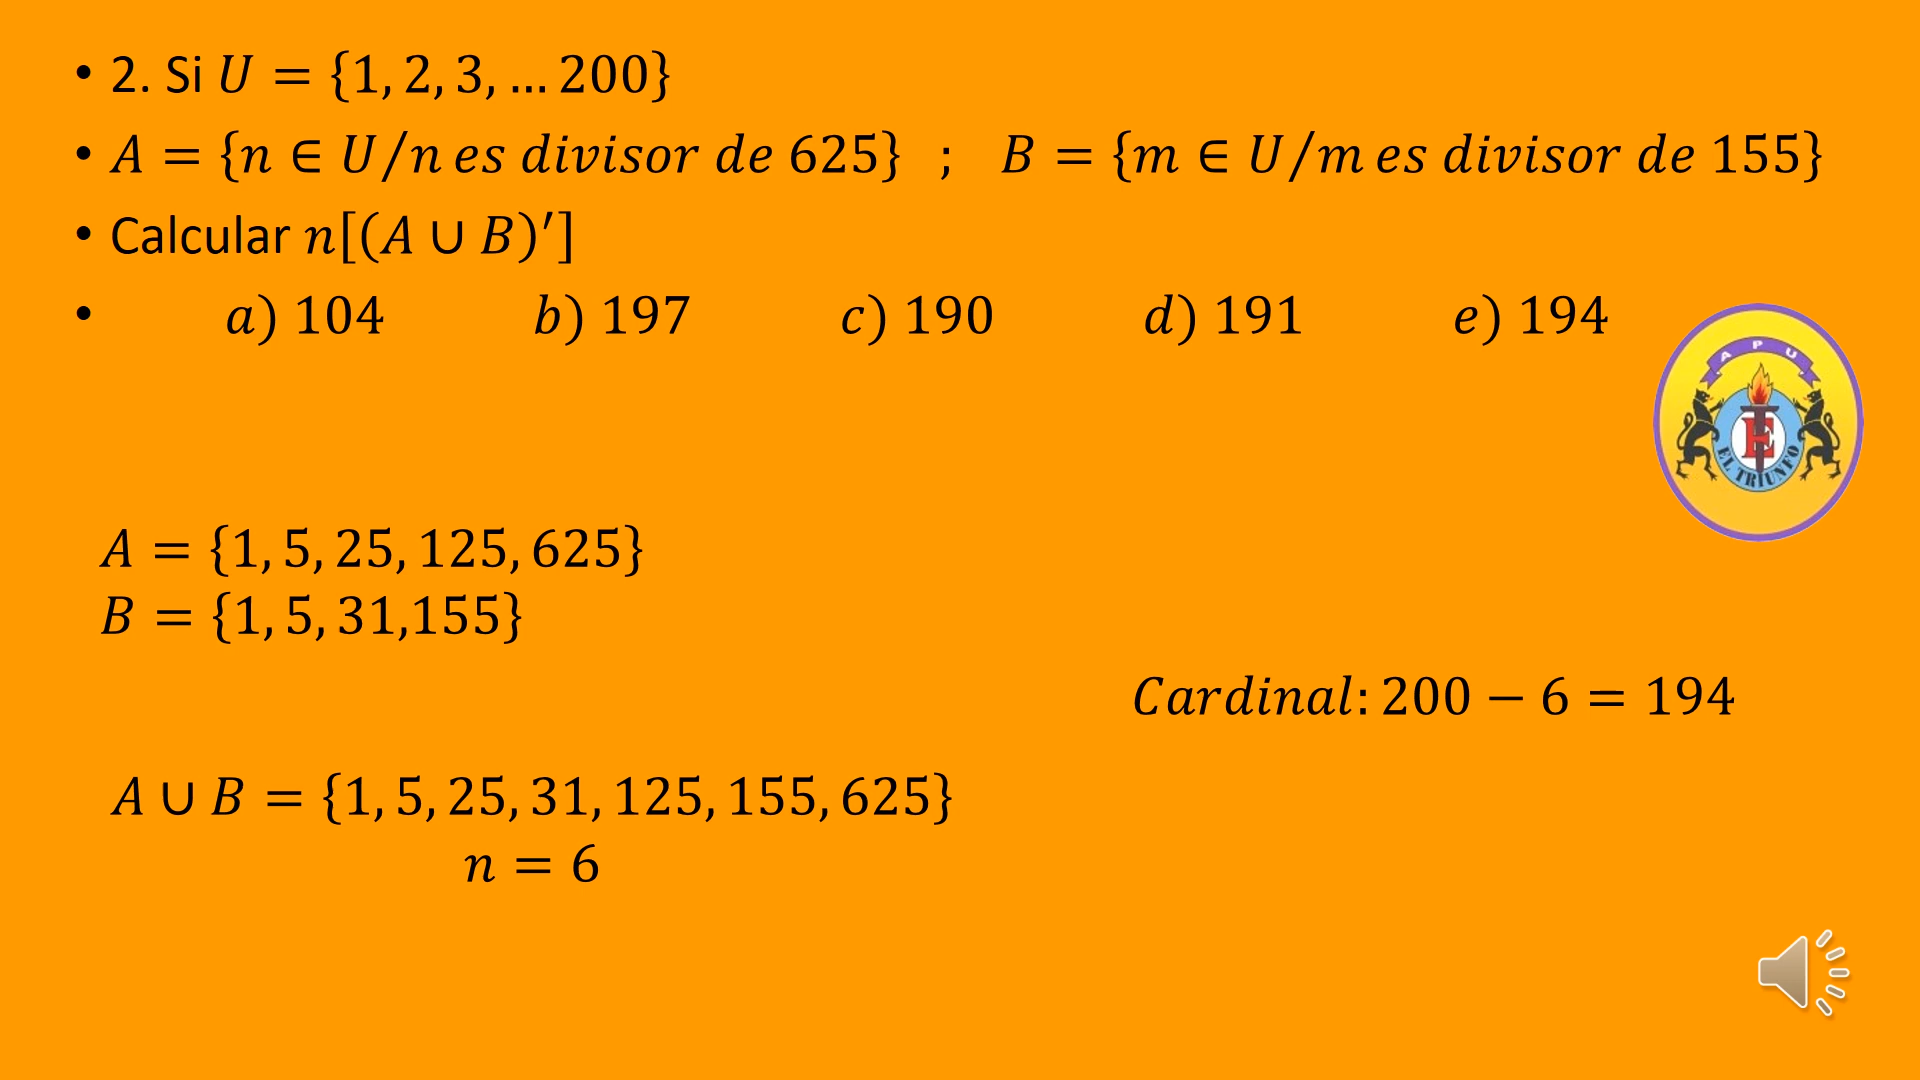 • 2. Si 𝑈 = {1, 2, 3, … 200}
• 𝐴 = {𝑛 ∈ 𝑈/𝑛 𝑒𝑠 𝑑𝑖𝑣𝑖𝑠𝑜𝑟 𝑑𝑒 625} ; 𝐵 = {𝑚 ∈ 𝑈/𝑚 𝑒𝑠 𝑑𝑖𝑣𝑖𝑠𝑜𝑟 𝑑𝑒 155}
• Calcular 𝑛[(𝐴 ∪ 𝐵)′]
• 𝑎) 104 𝑏) 197 𝑐) 190 𝑑) 191 𝑒) 194
A P U
E
EL TRIUNFO
𝐴 = {1, 5, 25, 125, 625}
𝐵 = {1, 5, 31,155}
𝐶𝑎𝑟𝑑𝑖𝑛𝑎𝑙: 200 − 6 = 194
𝐴 ∪ 𝐵 = {1, 5, 25, 31, 125, 155, 625}
𝑛 = 6